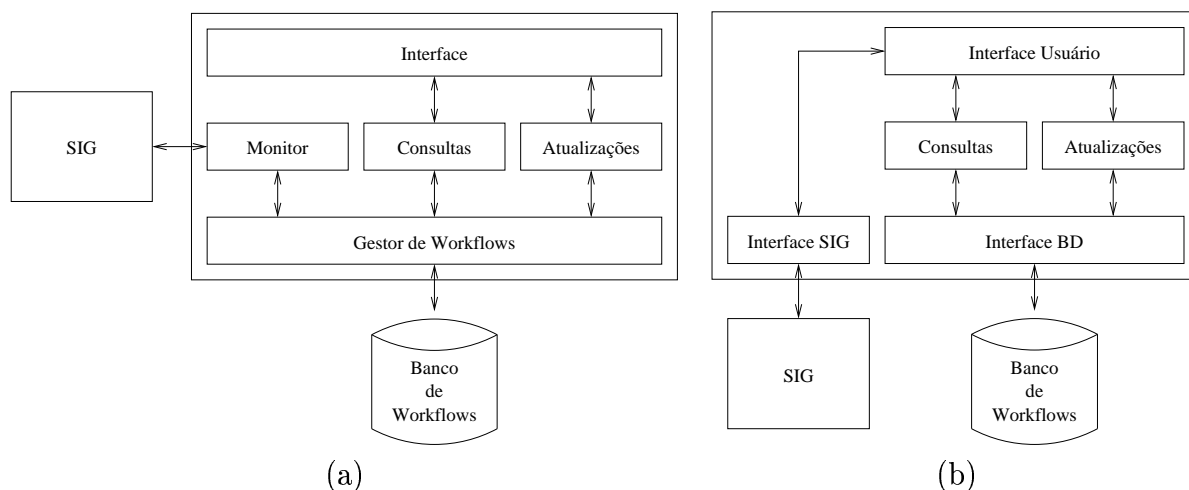 Interface
SIG
Monitor
Consultas
Atualizações
Gestor de Workflows
Banco
de
Workflows
(a)
Interface Usuário
Consultas
Atualizações
Interface SIG
Interface BD
SIG
Banco
de
Workflows
(b)